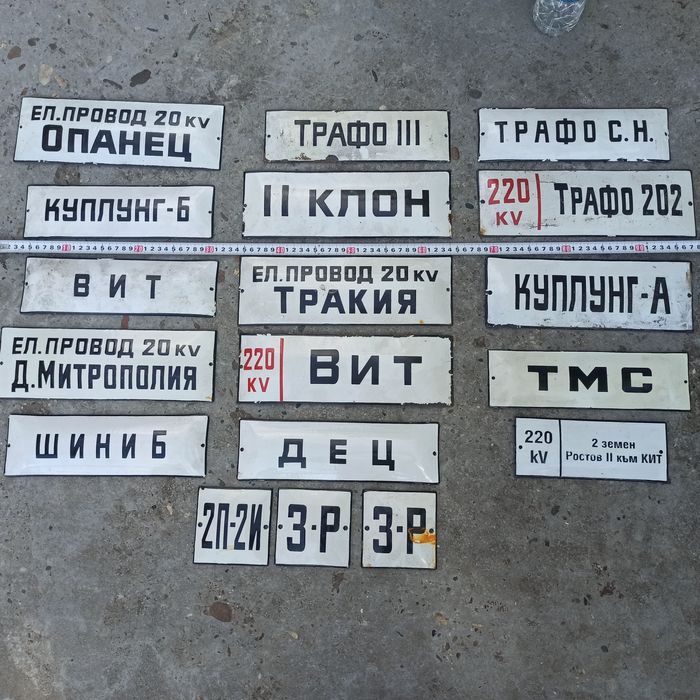 ЕЛ.ПРОВОД 20 KV
ОПАНЕЦ
ТРАФО III
ТРАФО С.Н.
КУПЛУНГ-Б
II КЛОН
220
KV
ТРАФО 202
ВИТ
ЕЛ.ПРОВОД 20 KV
ТРАКИЯ
КУПЛУНГ-А
ЕЛ.ПРОВОД 20 KV
Д.МИТРОПОЛИЯ
220
KV
ВИТ
ТМС
ШИНИ Б
ДЕЦ
220
kV
2 земен
Ростов II към КИТ
2П-2И
3-Р
3-Р